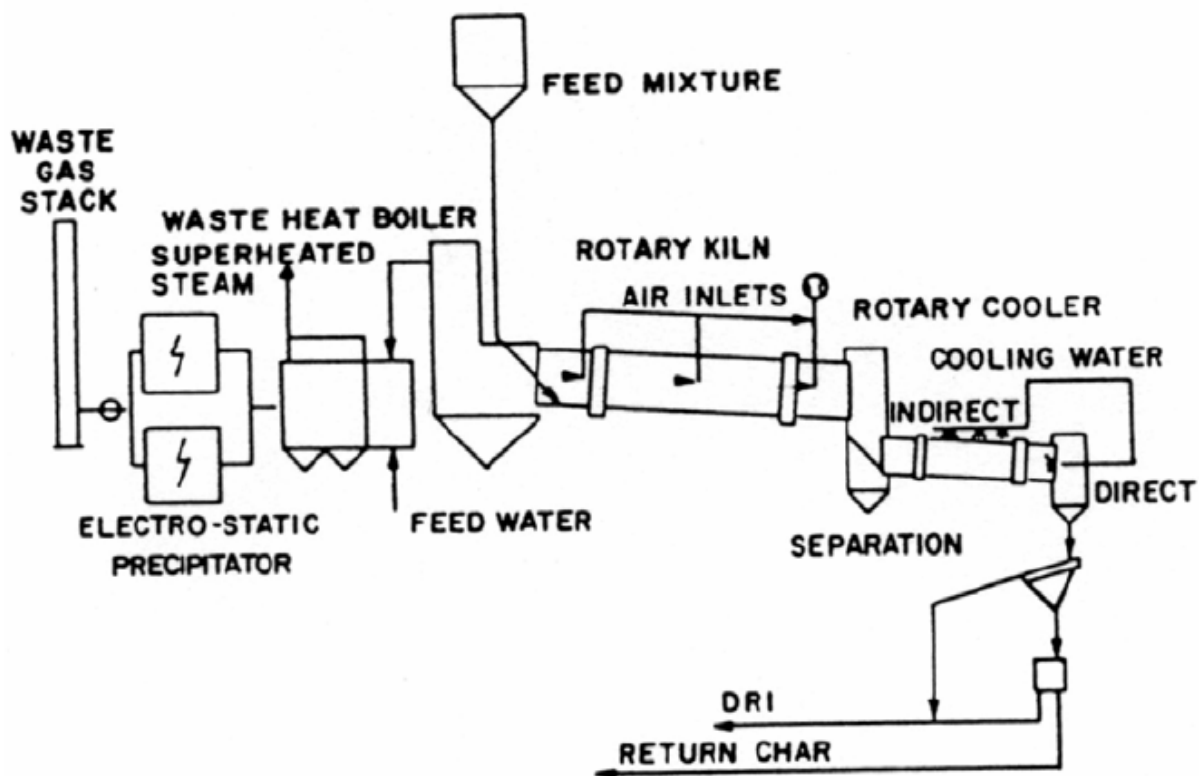 FEED MIXTURE
WASTE
GAS
STACK
WASTE HEAT BOILER
SUPERHEATED
STEAM
ROTARY KILN
AIR INLETS
ROTARY COOLER
COOLING WATER
INDIRECT
DIRECT
ELECTRO-STATIC
PRECIPITATOR
FEED WATER
SEPARATION
DRI
RETURN CHAR